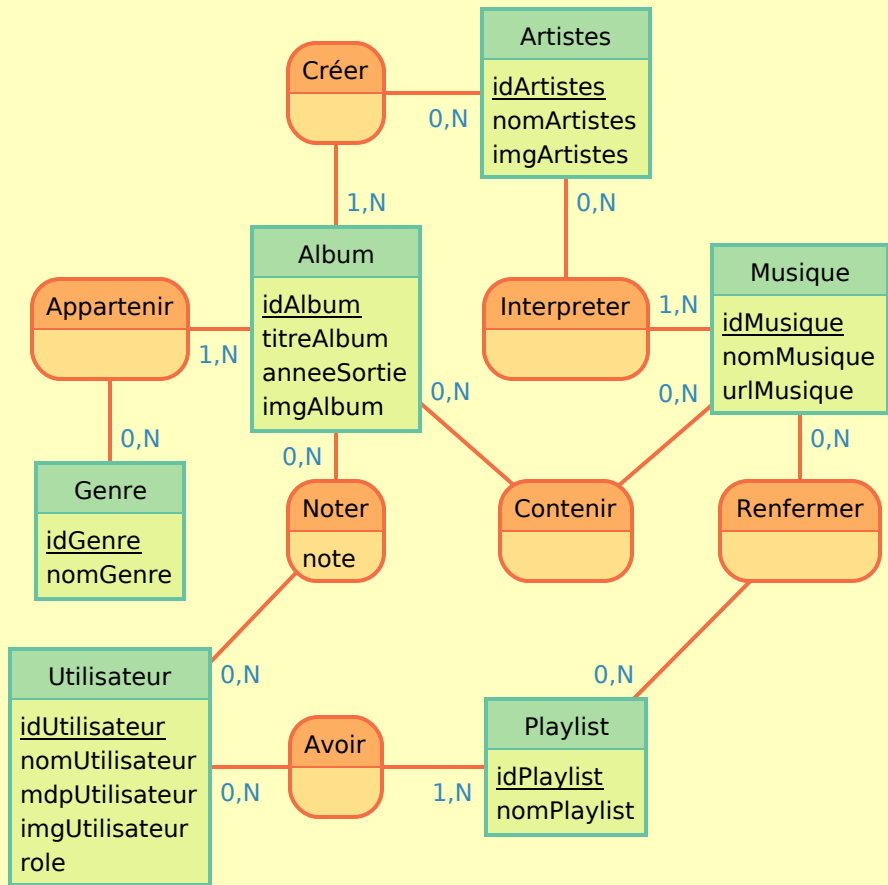 Artistes
idArtistes
nomArtistes
imgArtistes
Créer
0,N
1,N
0,N
Album
idAlbum
titreAlbum
anneeSortie
imgAlbum
Musique
idMusique
nomMusique
urlMusique
Appartenir
Interpreter
1,N
1,N
0,N
0,N
0,N
0,N
0,N
Genre
idGenre
nomGenre
Noter
note
Contenir
Renfermer
Utilisateur
idUtilisateur
nomUtilisateur
mdpUtilisateur
imgUtilisateur
role
0,N
0,N
Playlist
idPlaylist
nomPlaylist
Avoir
0,N
1,N